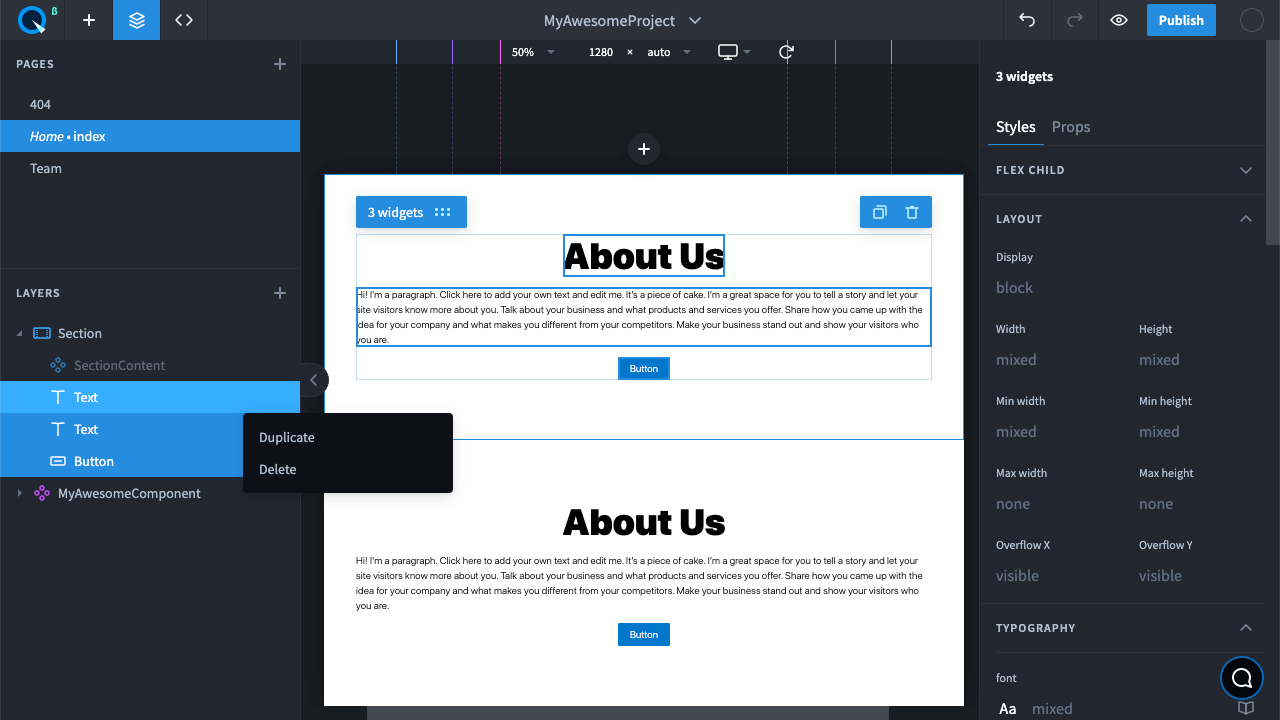 β
MyAwesomeProject
Publish
PAGES
404
Home • index
Team
LAYERS
Section
SectionContent
Text
Text
Button
MyAwesomeComponent
Duplicate
Delete
50%
1280 × auto
3 widgets
About Us
Hi! I'm a paragraph. Click here to add your own text and edit me. It's a piece of cake. I'm a great space for you to tell a story and let your
site visitors know more about you. Talk about your business and what products and services you offer. Share how you came up with the
idea for your company and what makes you different from your competitors. Make your business stand out and show your visitors who
you are.
Button
About Us
Hi! I'm a paragraph. Click here to add your own text and edit me. It's a piece of cake. I'm a great space for you to tell a story and let your
site visitors know more about you. Talk about your business and what products and services you offer. Share how you came up with the
idea for your company and what makes you different from your competitors. Make your business stand out and show your visitors who
you are.
Button
3 widgets
Styles Props
FLEX CHILD
LAYOUT
Display
block
Width Height
mixed mixed
Min width Min height
mixed mixed
Max width Max height
none none
Overflow X Overflow Y
visible visible
TYPOGRAPHY
font
Aa mixed